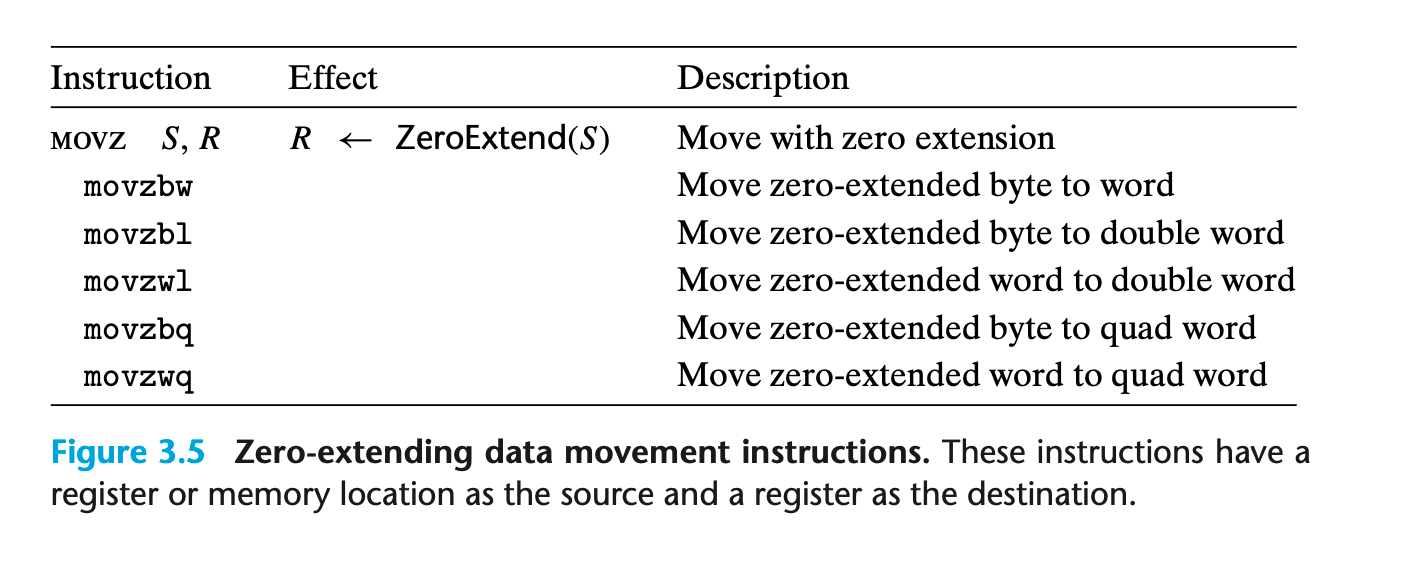 Instruction Effect Description
MOVZ S, R R ← ZeroExtend(S) Move with zero extension
movzbw Move zero-extended byte to word
movzbl Move zero-extended byte to double word
movzwl Move zero-extended word to double word
movzbq Move zero-extended byte to quad word
movzwq Move zero-extended word to quad word
Figure 3.5 Zero-extending data movement instructions. These instructions have a
register or memory location as the source and a register as the destination.